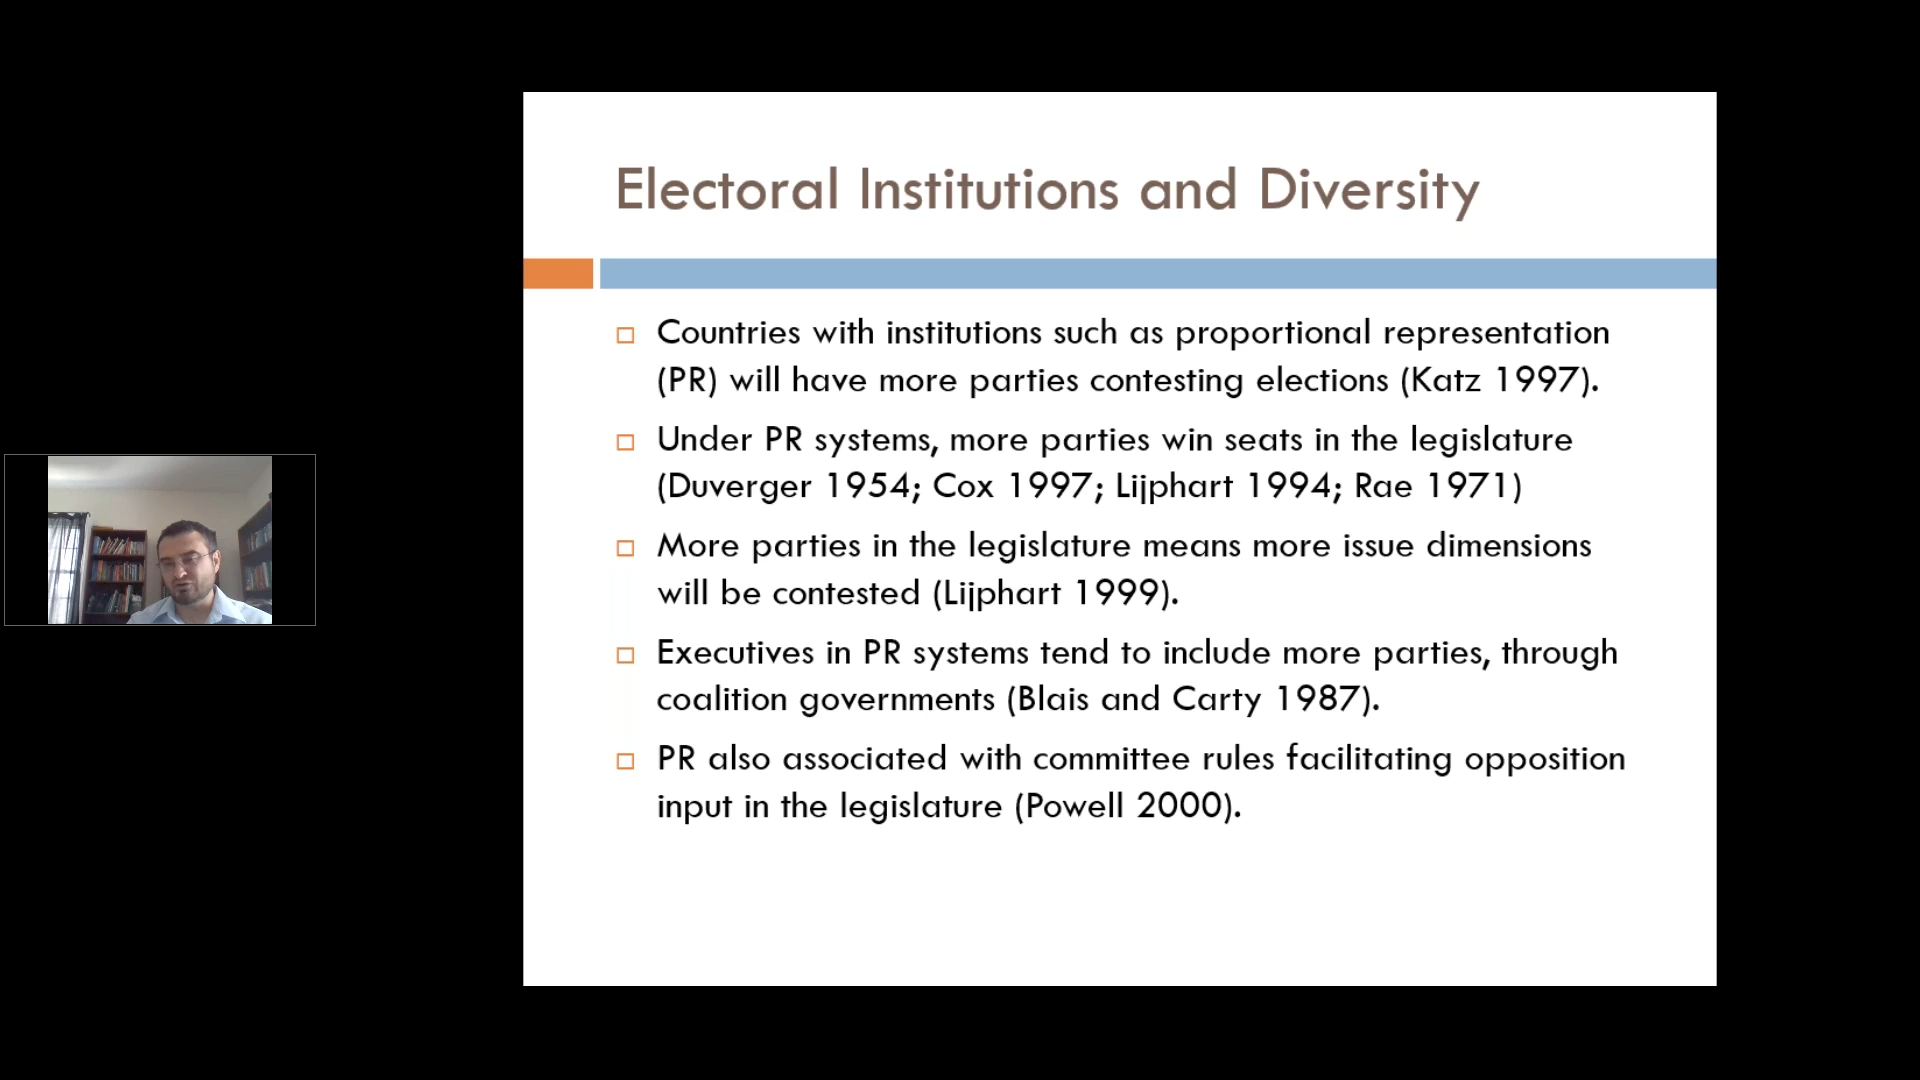 Electoral Institutions and Diversity
Countries with institutions such as proportional representation
(PR) will have more parties contesting elections (Katz 1997).
Under PR systems, more parties win seats in the legislature
(Duverger 1954; Cox 1997; Lijphart 1994; Rae 1971)
More parties in the legislature means more issue dimensions
will be contested (Lijphart 1999).
Executives in PR systems tend to include more parties, through
coalition governments (Blais and Carty 1987).
PR also associated with committee rules facilitating opposition
input in the legislature (Powell 2000).